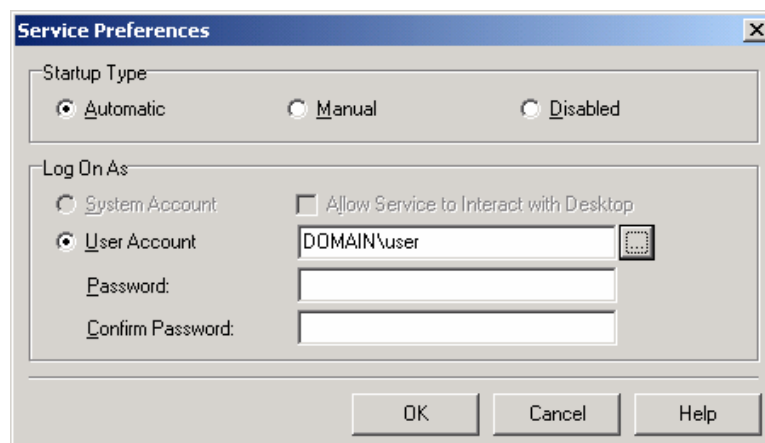 Service Preferences
Startup Type
Automatic Manual Disabled
Log On As
System Account Allow Service to Interact with Desktop
User Account DOMAIN\user ...
Password:
Confirm Password:
OK Cancel Help